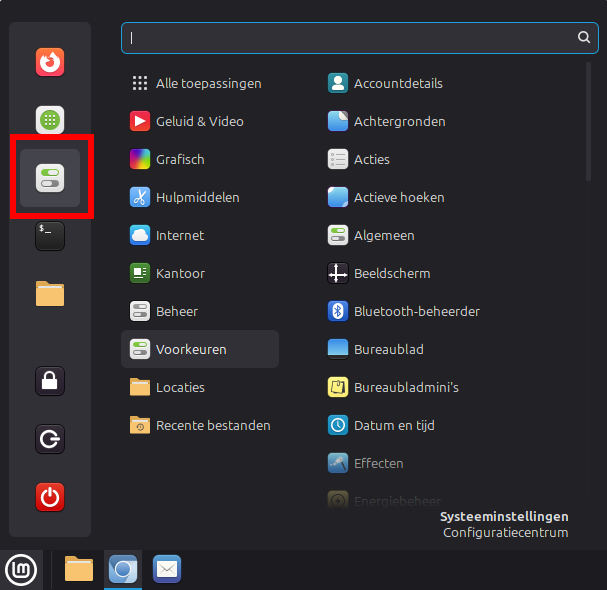 Alle toepassingen
Geluid & Video
Grafisch
Hulpmiddelen
Internet
Kantoor
Beheer
Voorkeuren
Locaties
Recente bestanden
Accountdetails
Achtergronden
Acties
Actieve hoeken
Algemeen
Beeldscherm
Bluetooth-beheerder
Bureaublad
Bureaubladmini's
Datum en tijd
Effecten
Energiebeheer
Systeeminstellingen
Configuratiecentrum
$_
lm